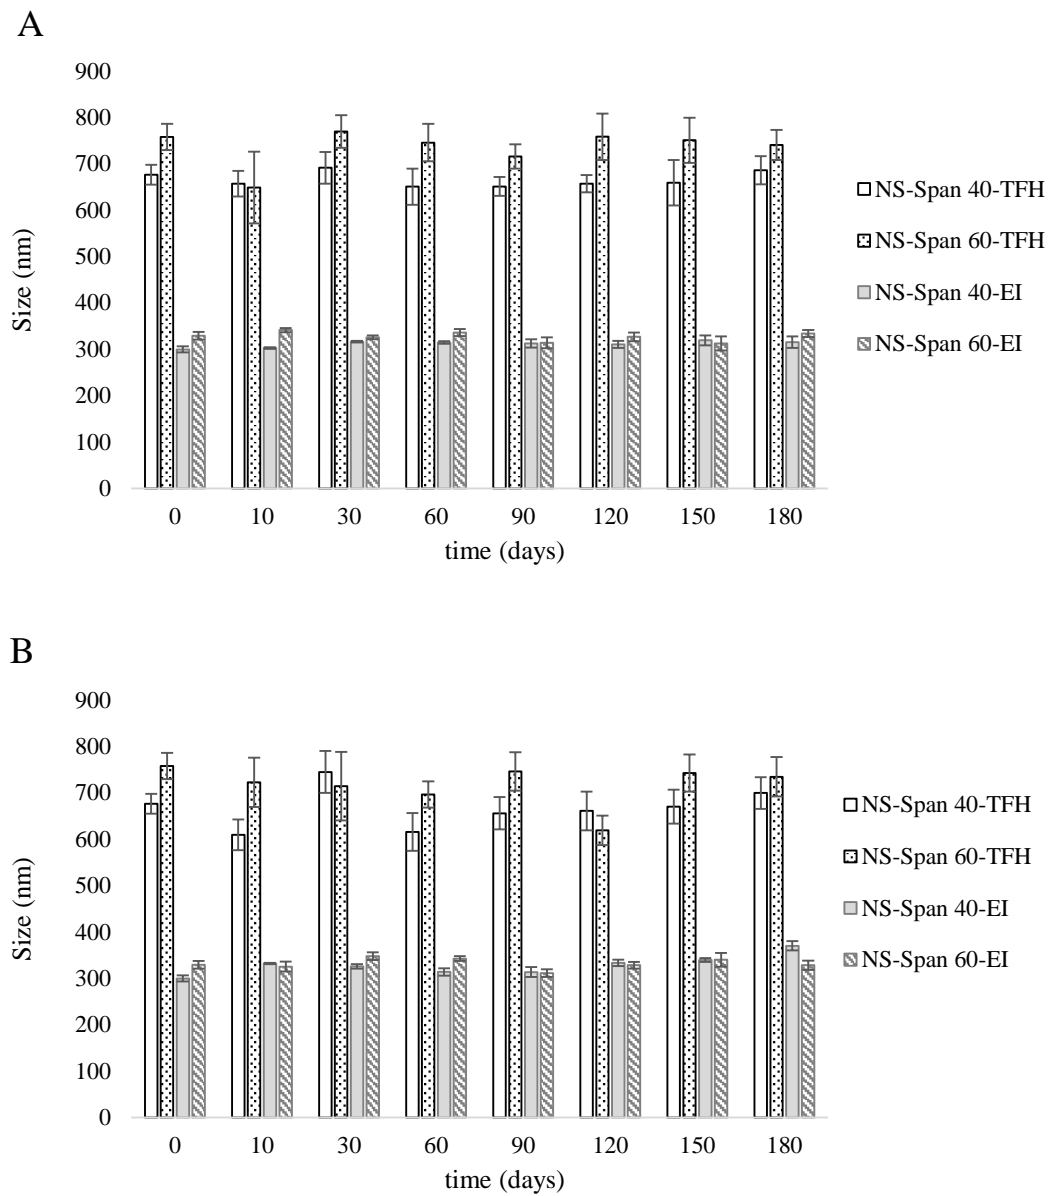 A
900
800
700
600
500
400
300
200
100
0
Size (nm)
0 10 30 60 90 120 150 180
time (days)
NS-Span 40-TFH
NS-Span 60-TFH
NS-Span 40-EI
NS-Span 60-EI
B
900
800
700
600
500
400
300
200
100
0
Size (nm)
0 10 30 60 90 120 150 180
time (days)
NS-Span 40-TFH
NS-Span 60-TFH
NS-Span 40-EI
NS-Span 60-EI